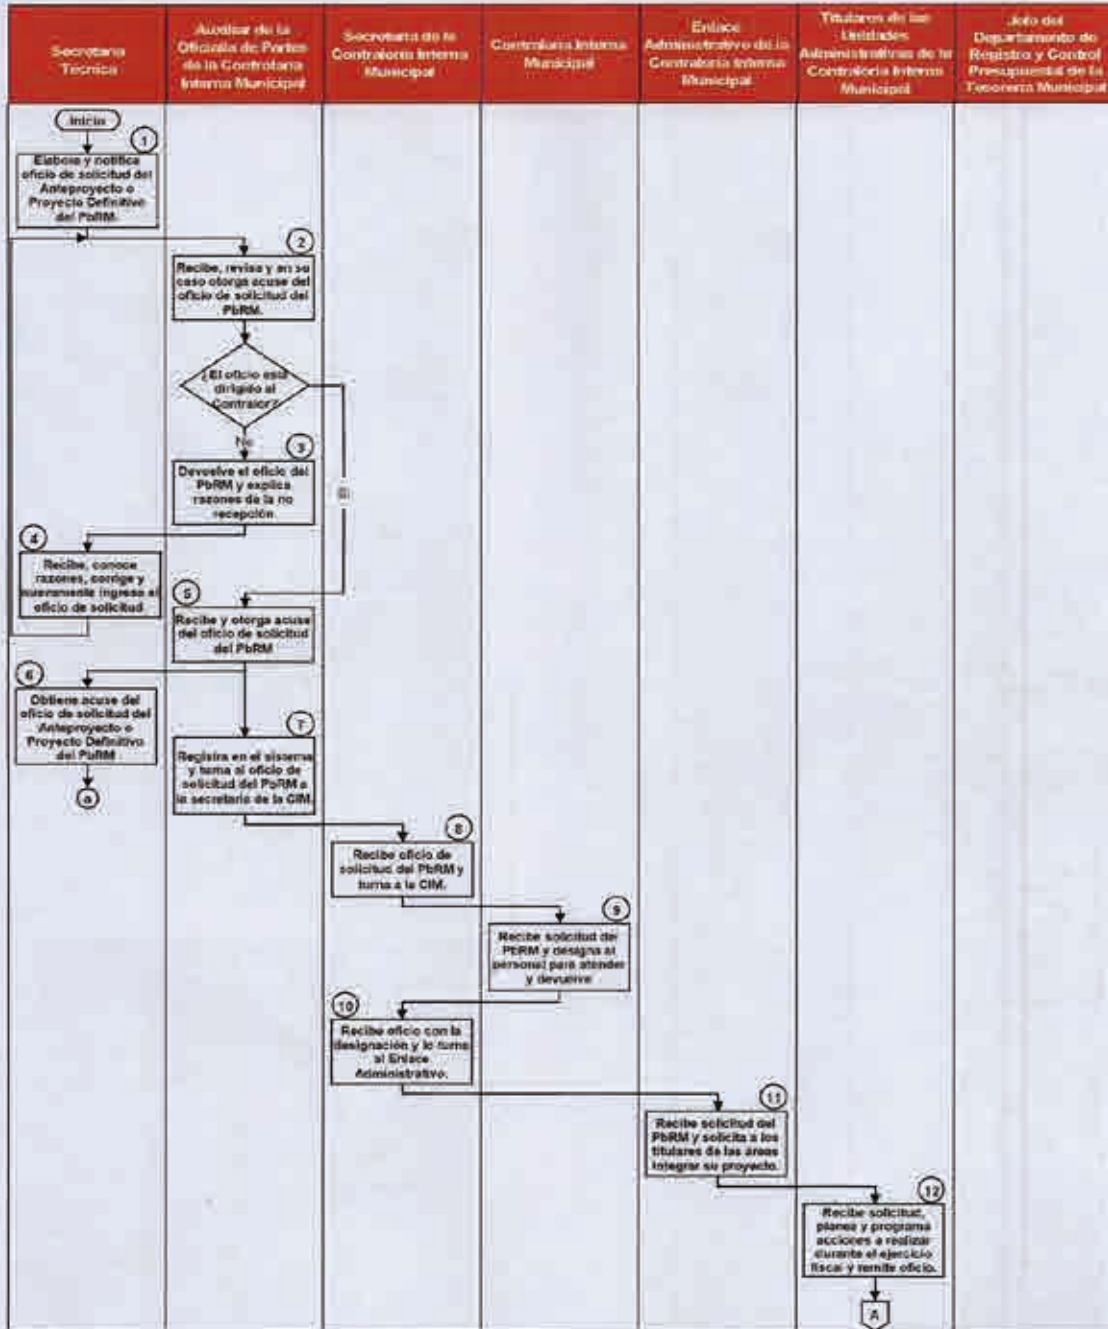 Secretaria
Técnica
Auxiliar de la
Oficialía de Partes
de la Contraloría
Interna Municipal
Secretaria de la
Contraloría Interna
Municipal
Contraloría Interna
Municipal
Enlace
Administrativo de la
Contraloría Interna
Municipal
Titulares de las
Unidades
Administrativas de la
Contraloría Interna
Municipal
Jefe del
Departamento de
Registro y Control
Presupuestal de la
Tesorería Municipal
Inicio
1
Elabora y notifica
oficio de solicitud del
Anteproyecto o
Proyecto Definitivo
del PbRM.
2
Recibe, revisa y en su
caso otorga acuse del
oficio de solicitud del
PbRM.
¿El oficio está
dirigido al
Contralor?
No
Si
3
Devuelve el oficio del
PbRM y explica
razones de la no
recepción
4
Recibe, conoce
razones, corrige y
nuevamente ingresa el
oficio de solicitud
5
Recibe y otorga acuse
del oficio de solicitud
del PbRM
6
Obtiene acuse del
oficio de solicitud del
Anteproyecto o
Proyecto Definitivo
del PbRM
a
7
Registra en el sistema
y turna al oficio de
solicitud del PbRM a
la secretaria de la CIM.
8
Recibe oficio de
solicitud del PbRM y
turna a la CIM.
9
Recibe solicitud del
PbRM y designa al
personal para atender
y devuelve
10
Recibe oficio con la
designación y lo turna
al Enlace
Administrativo.
11
Recibe solicitud del
PbRM y solicita a los
titulares de las áreas
integrar su proyecto.
12
Recibe solicitud,
planea y programa
acciones a realizar
durante el ejercicio
fiscal y remite oficio.
A